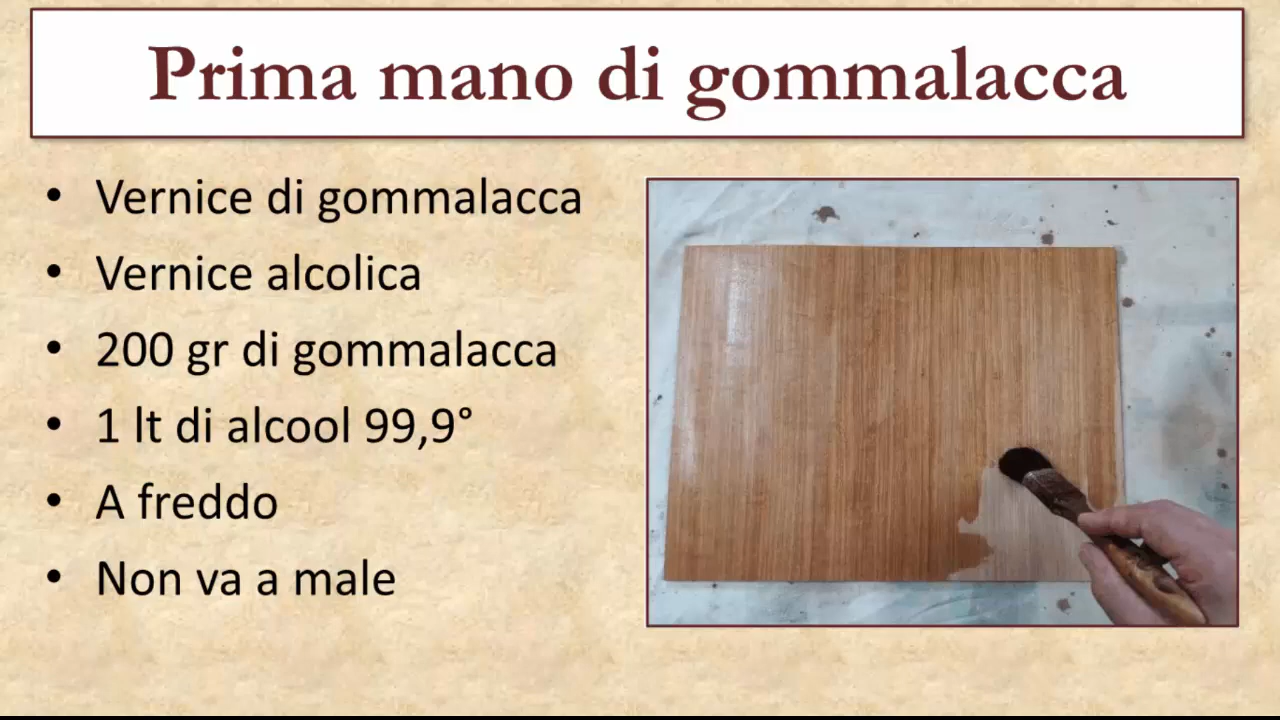 Prima mano di gommalacca
• Vernice di gommalacca
• Vernice alcolica
• 200 gr di gommalacca
• 1 lt di alcool 99,9°
• A freddo
• Non va a male